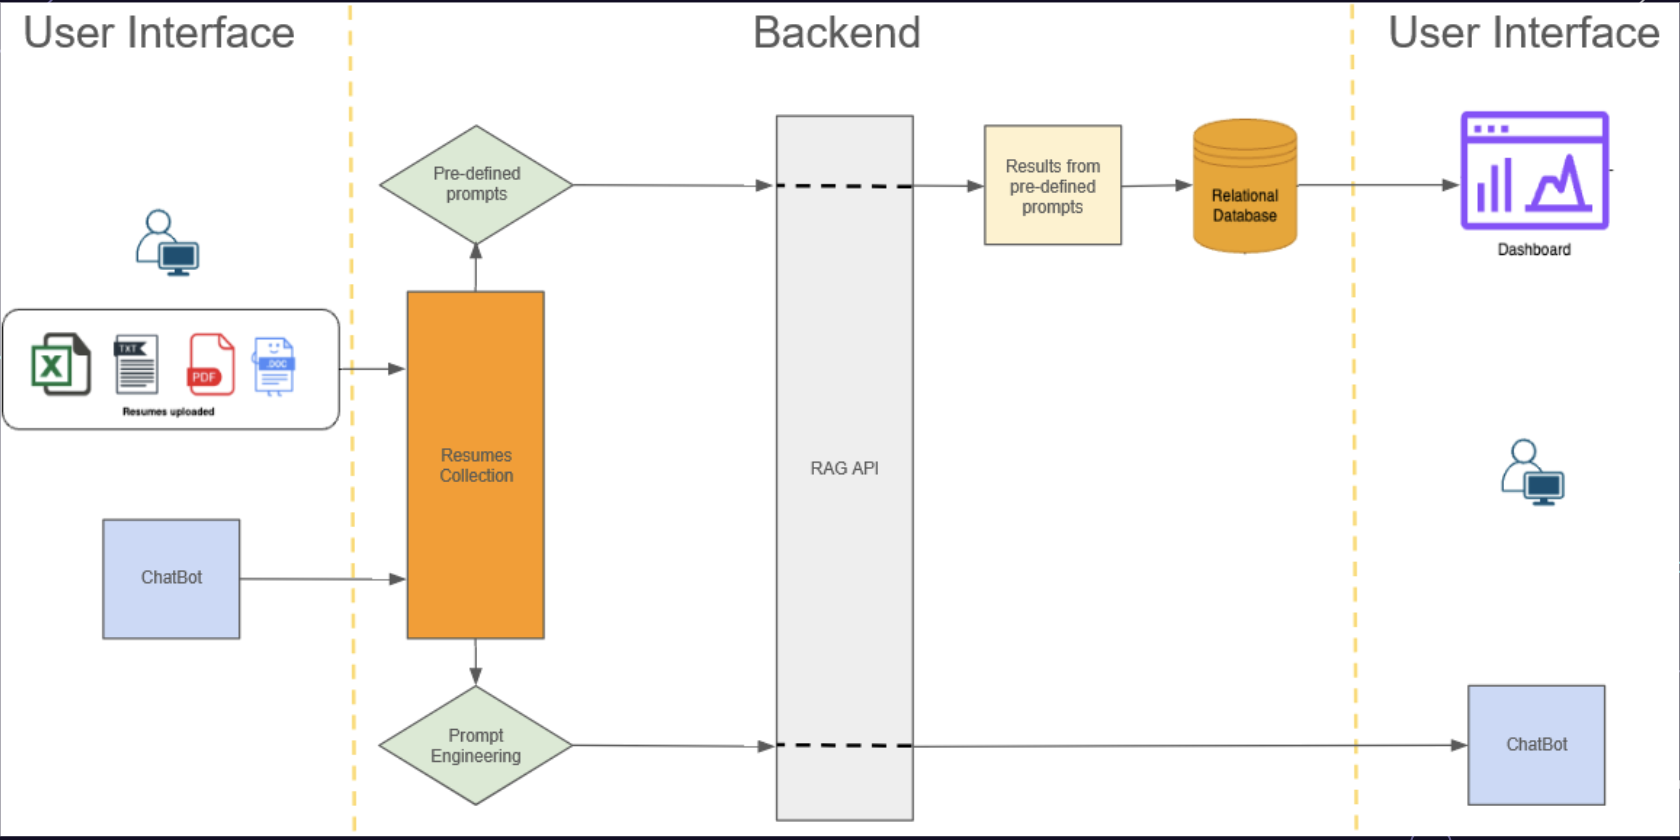 User Interface
Backend
User Interface
Pre-defined
prompts
Results from
pre-defined
prompts
Relational
Database
Dashboard
X
TXT
PDF
.DOC
Resumes uploaded
Resumes
Collection
RAG API
ChatBot
Prompt
Engineering
ChatBot